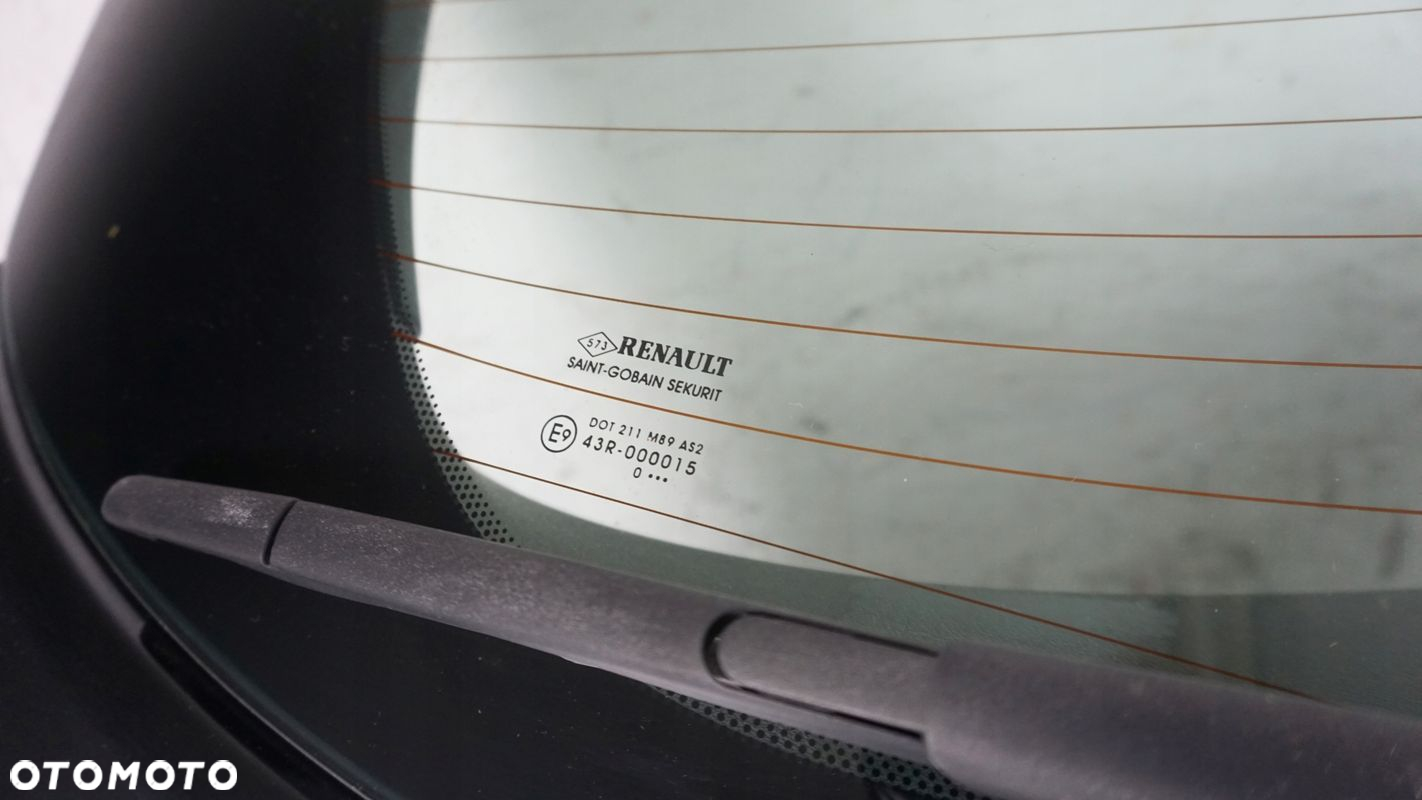 573 RENAULT
SAINT-GOBAIN SEKURIT
DOT 211 M89 AS2
E9 43R-000015
0 •••
OTOMOTO